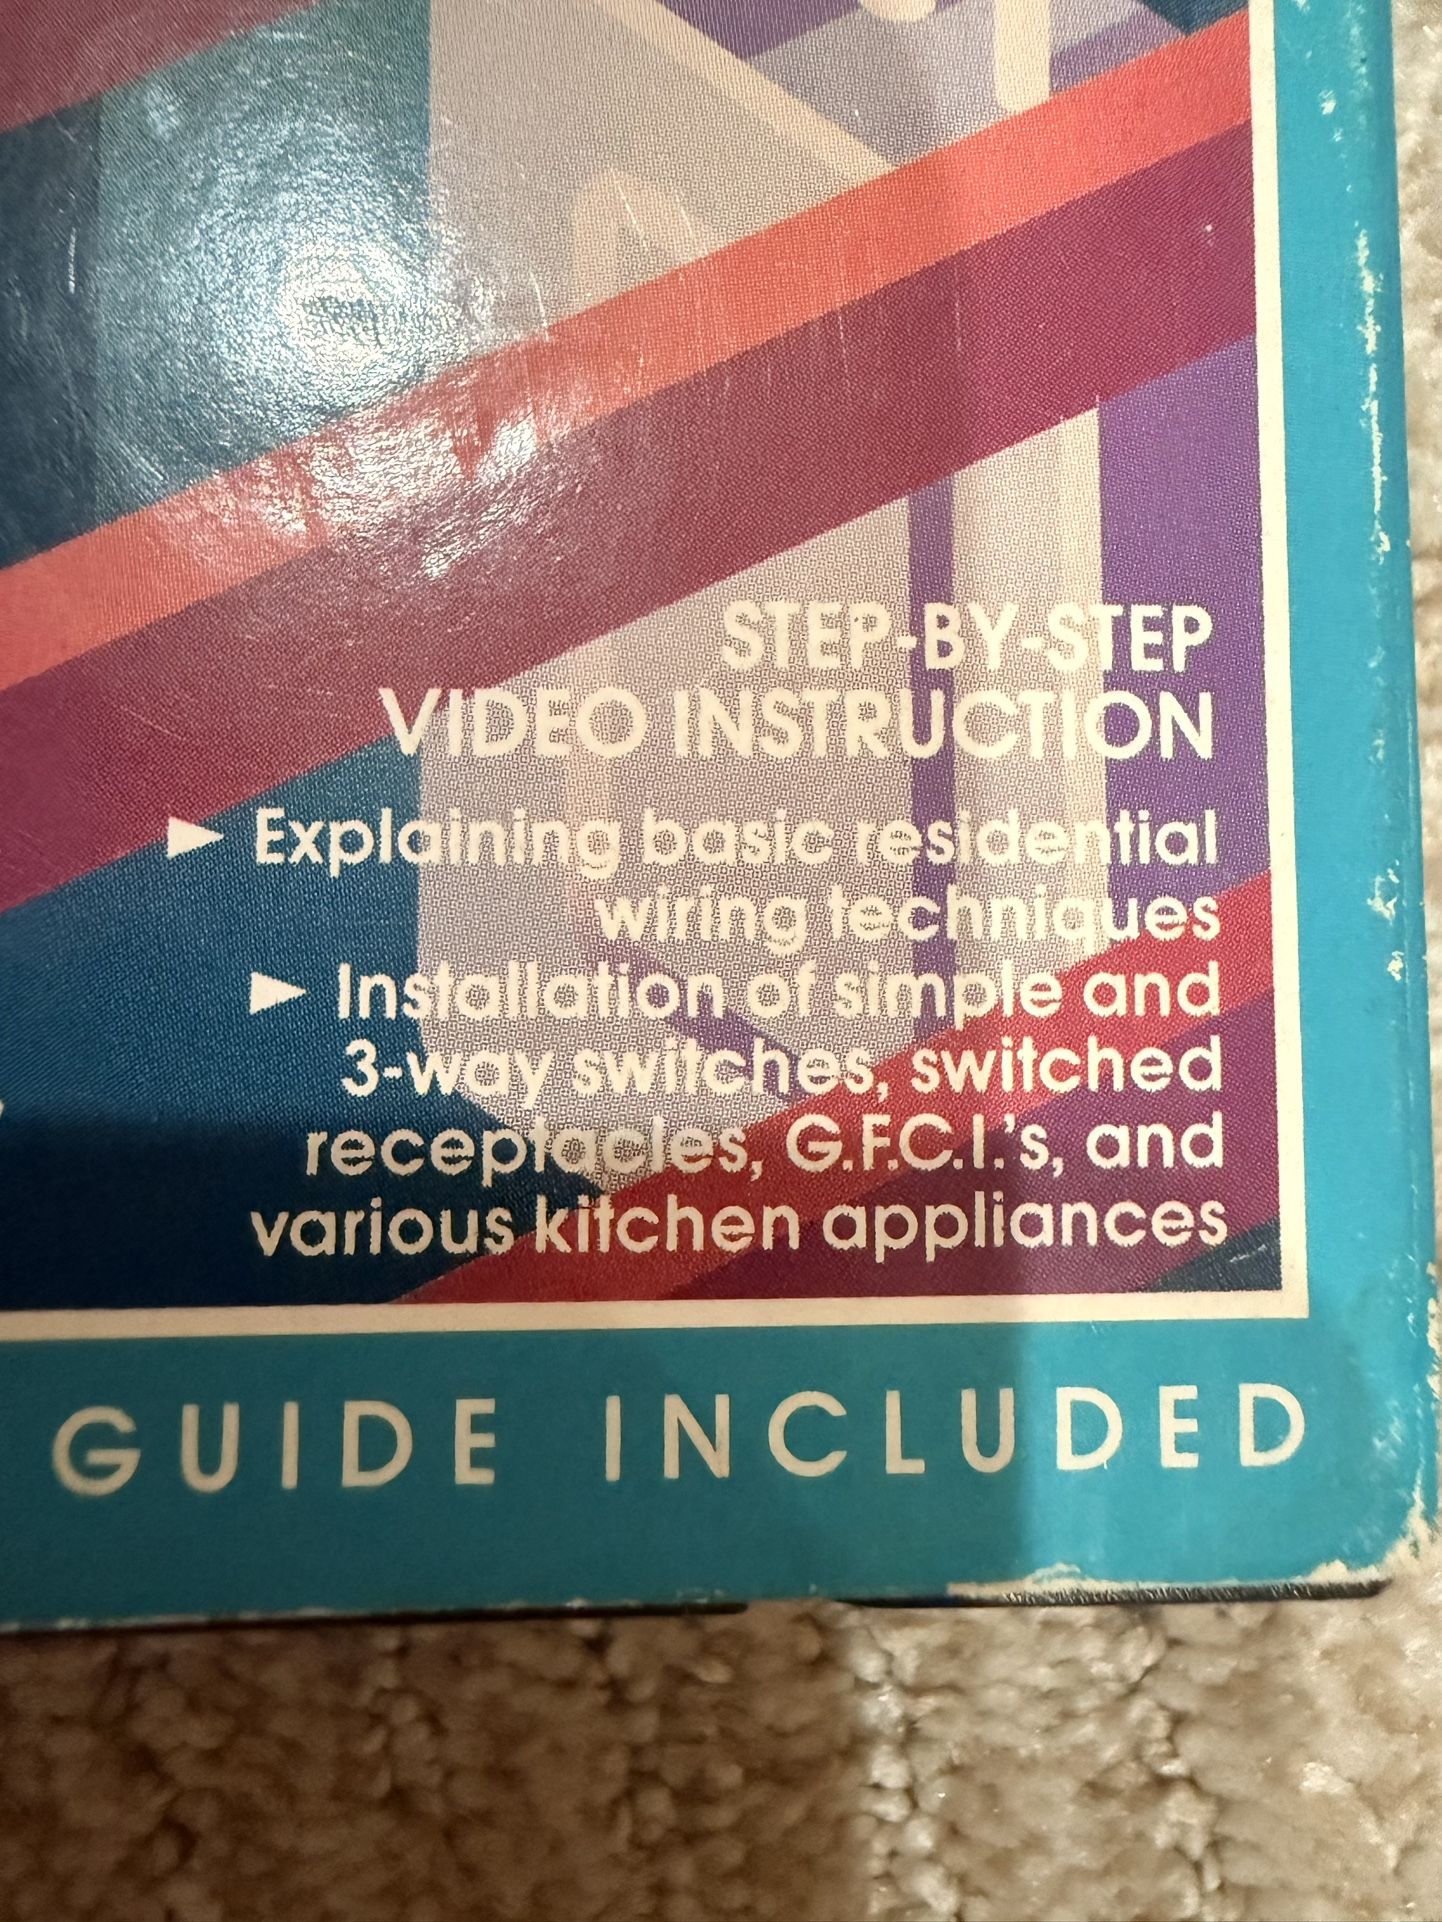 STEP-BY-STEP
VIDEO INSTRUCTION
► Explaining basic residential
wiring techniques
► Installation of simple and
3-way switches, switched
receptacles, G.F.C.I.'s, and
various kitchen appliances
GUIDE INCLUDED